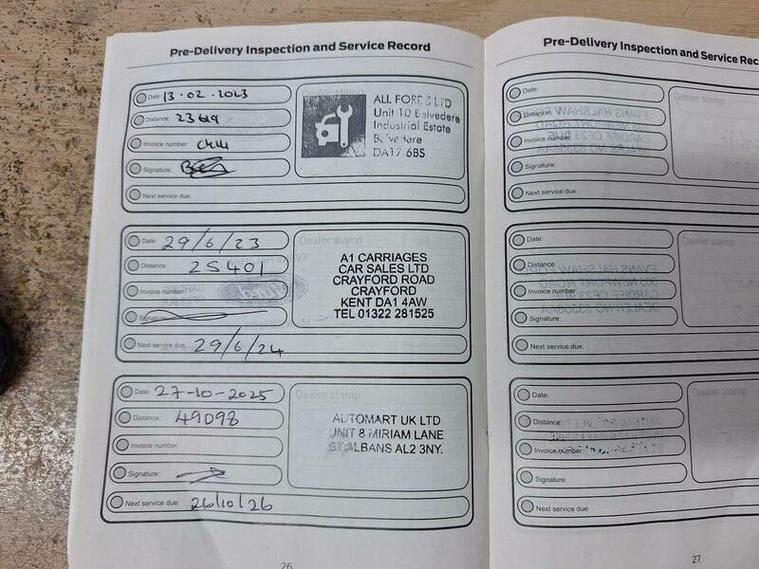 Pre-Delivery Inspection and Service Record
Date: 13.02.2023
Dealer stamp
Distance:
Invoice number:
Signature:
Next service due:
ALL FORDS LTD
Unit 10 Belvedere
Industrial Estate
Belvedere
DA17 6BS
Date: 29/6/23
Dealer stamp
Distance: 25401
Invoice number:
Signature:
Next service due: 29/6/24
A1 CARRIAGES
CAR SALES LTD
CRAYFORD ROAD
CRAYFORD
KENT DA1 4AW
TEL 01322 281525
Date: 27-10-2025
Dealer stamp
Distance: 49098
Invoice number:
Signature:
Next service due: 26/10/26
AUTOMART UK LTD
UNIT 8 MIRIAM LANE
ST ALBANS AL2 3NY.
26
Pre-Delivery Inspection and Service Rec
Date:
Dealer stamp
Distance:
Invoice number:
Signature:
Next service due:
Date:
Dealer stamp
Distance:
Invoice number:
Signature:
Next service due:
Date:
Dealer stamp
Distance:
Invoice number:
Signature:
Next service due:
27